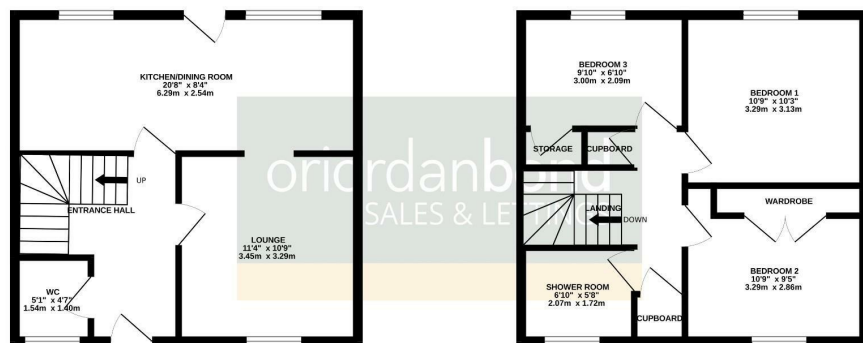 KITCHEN/DINING ROOM
20'8" x 8'4"
6.29m x 2.54m
UP
ENTRANCE HALL
LOUNGE
11'4" x 10'9"
3.45m x 3.29m
WC
5'1" x 4'7"
1.54m x 1.40m
oriordanbond
SALES & LETTING
BEDROOM 3
9'10" x 6'10"
3.00m x 2.09m
BEDROOM 1
10'9" x 10'3"
3.29m x 3.13m
STORAGE
CUPBOARD
LANDING
DOWN
WARDROBE
BEDROOM 2
10'9" x 9'5"
3.29m x 2.86m
SHOWER ROOM
6'10" x 5'8"
2.07m x 1.72m
CUPBOARD